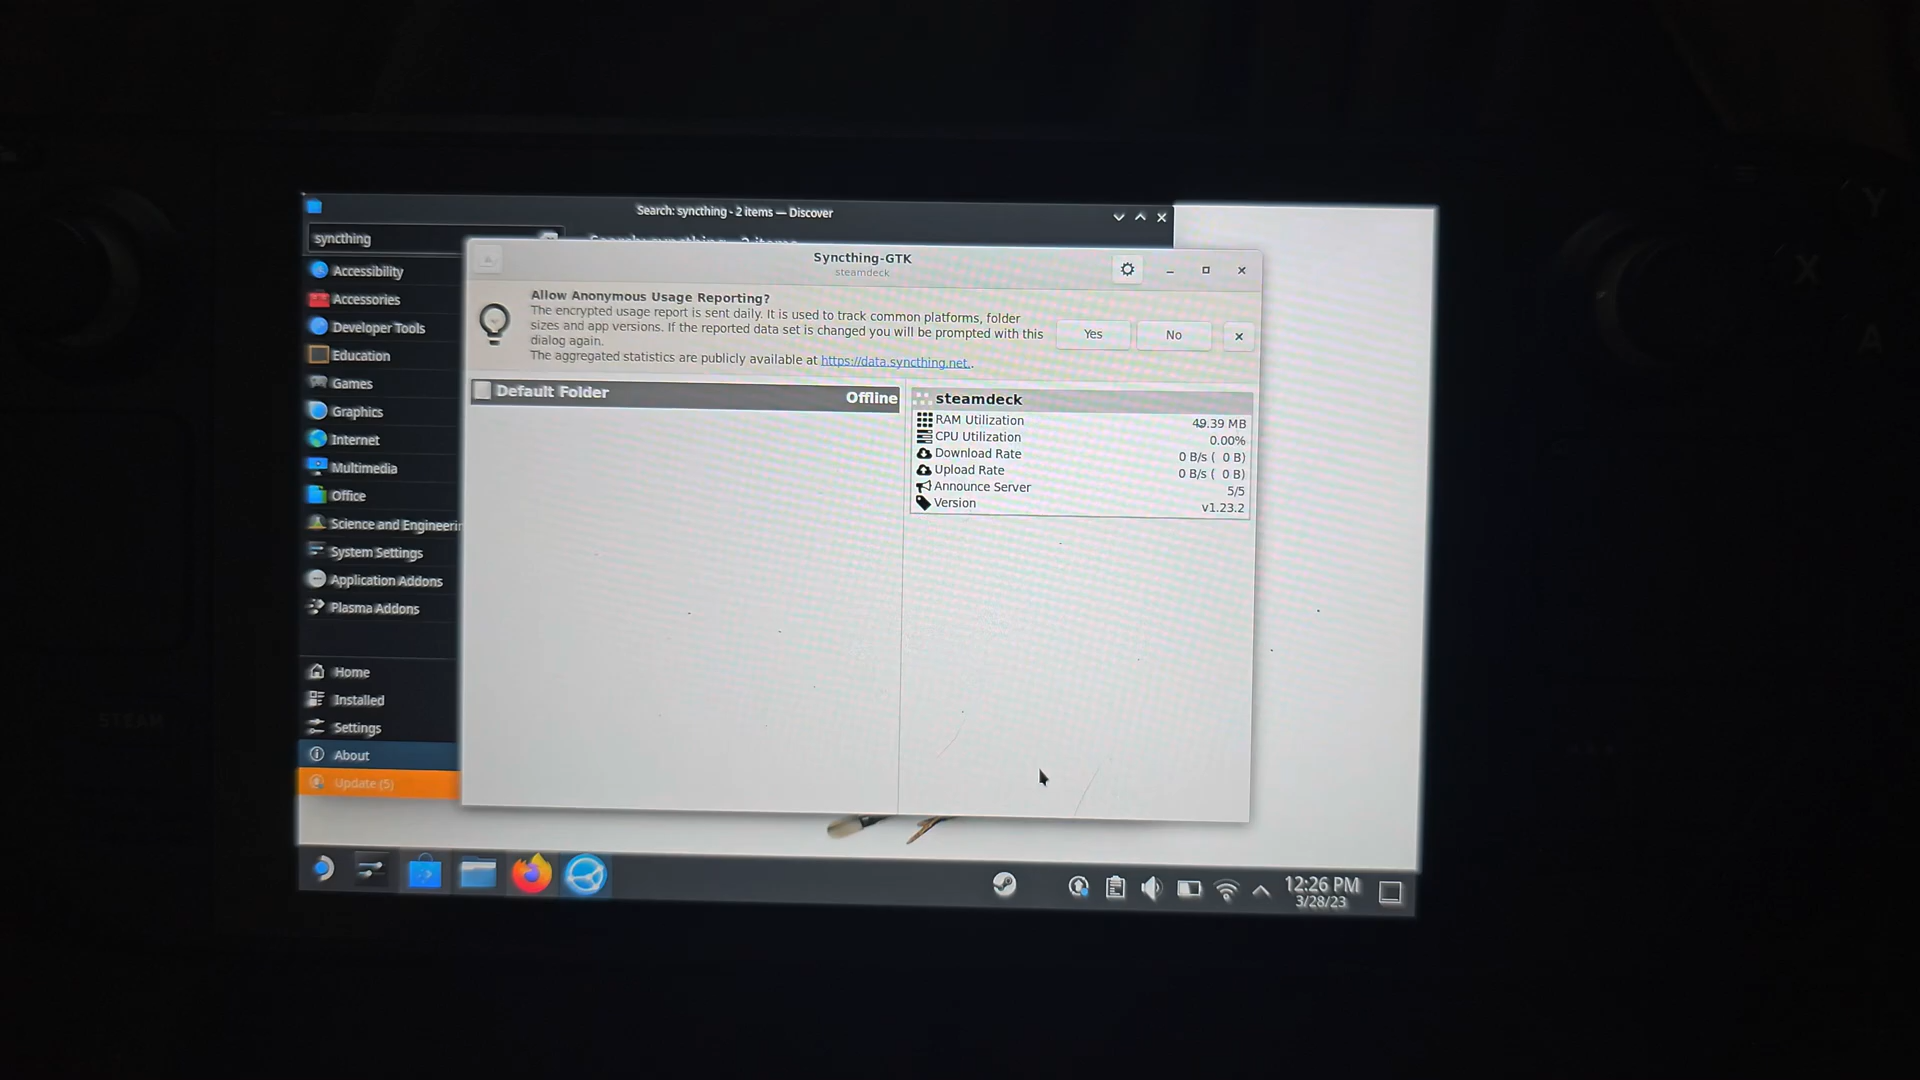 Search: syncthing - 2 items — Discover
syncthing
Accessibility
Accessories
Developer Tools
Education
Games
Graphics
Internet
Multimedia
Office
Science and Engineerin
System Settings
Application Addons
Plasma Addons
Home
Installed
Settings
About
Update (5)
Syncthing-GTK
steamdeck
Allow Anonymous Usage Reporting?
The encrypted usage report is sent daily. It is used to track common platforms, folder
sizes and app versions. If the reported data set is changed you will be prompted with this
dialog again.
The aggregated statistics are publicly available at https://data.syncthing.net.
Yes
No
Default Folder Offline
steamdeck
RAM Utilization 49.39 MB
CPU Utilization 0.00%
Download Rate 0 B/s ( 0 B)
Upload Rate 0 B/s ( 0 B)
Announce Server 5/5
Version v1.23.2
12:26 PM
3/28/23
STEAM
Y
X
A